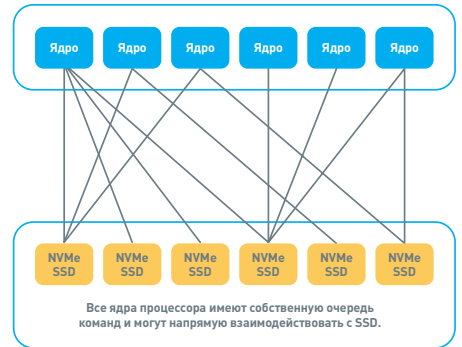 Ядро Ядро Ядро Ядро Ядро Ядро
NVMe NVMe NVMe NVMe NVMe NVMe
SSD SSD SSD SSD SSD SSD
Все ядра процессора имеют собственную очередь
команд и могут напрямую взаимодействовать с SSD.